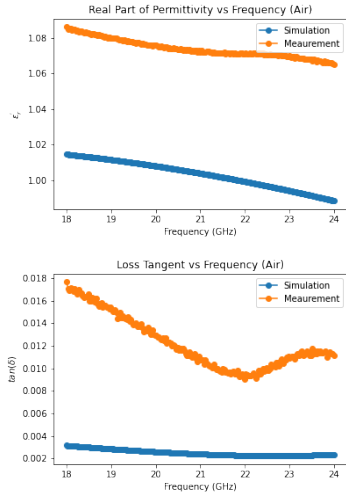 Real Part of Permittivity vs Frequency (Air)
Simulation
Meaurement
1.08
1.06
1.04
1.02
1.00
ε′r
18 19 20 21 22 23 24
Frequency (GHz)
Loss Tangent vs Frequency (Air)
Simulation
Meaurement
0.018
0.016
0.014
0.012
0.010
0.008
0.006
0.004
0.002
tan(δ)
18 19 20 21 22 23 24
Frequency (GHz)